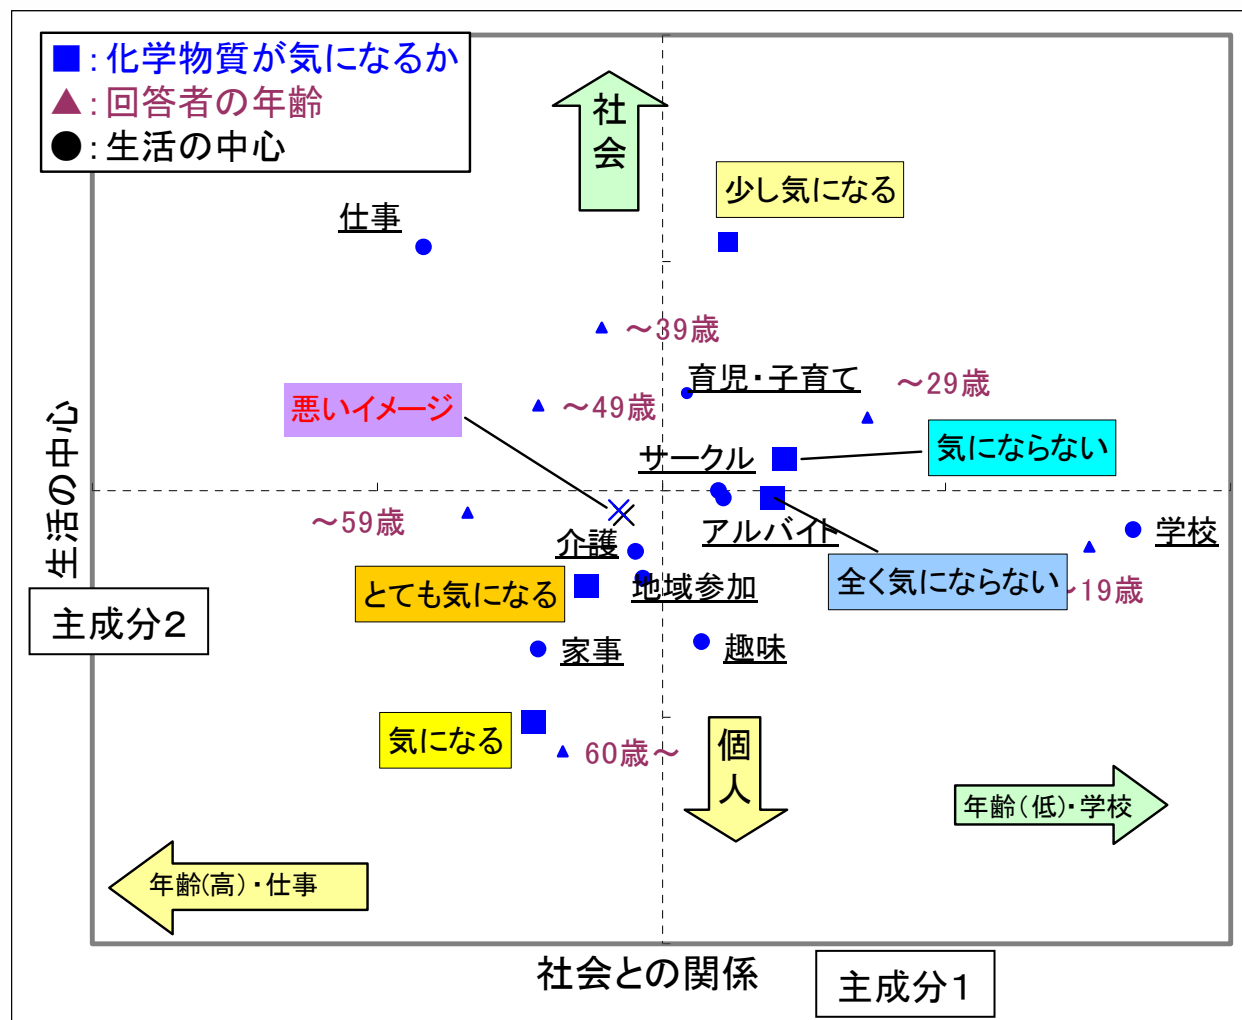 ■:化学物質が気になるか
▲:回答者の年齢
●:生活の中心
社会
少し気になる
仕事
～39歳
育児・子育て
～29歳
悪いイメージ
～49歳
気にならない
サークル
生活の中心
～59歳
介護
アルバイト
学校
とても気になる
地域参加
全く気にならない
～19歳
主成分２
家事
趣味
気になる
60歳～
個人
年齢（低）・学校
年齢(高)・仕事
社会との関係
主成分１